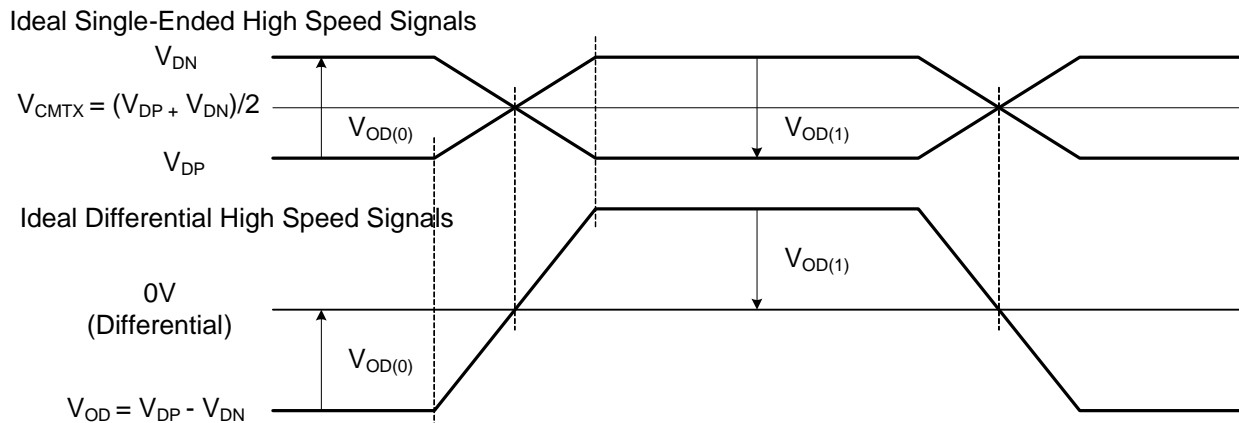 Ideal Single-Ended High Speed Signals
VDN
VCMTX = (VDP + VDN)/2
VOD(0)
VOD(1)
VDP
Ideal Differential High Speed Signals
VOD(1)
0V
(Differential)
VOD(0)
VOD = VDP - VDN